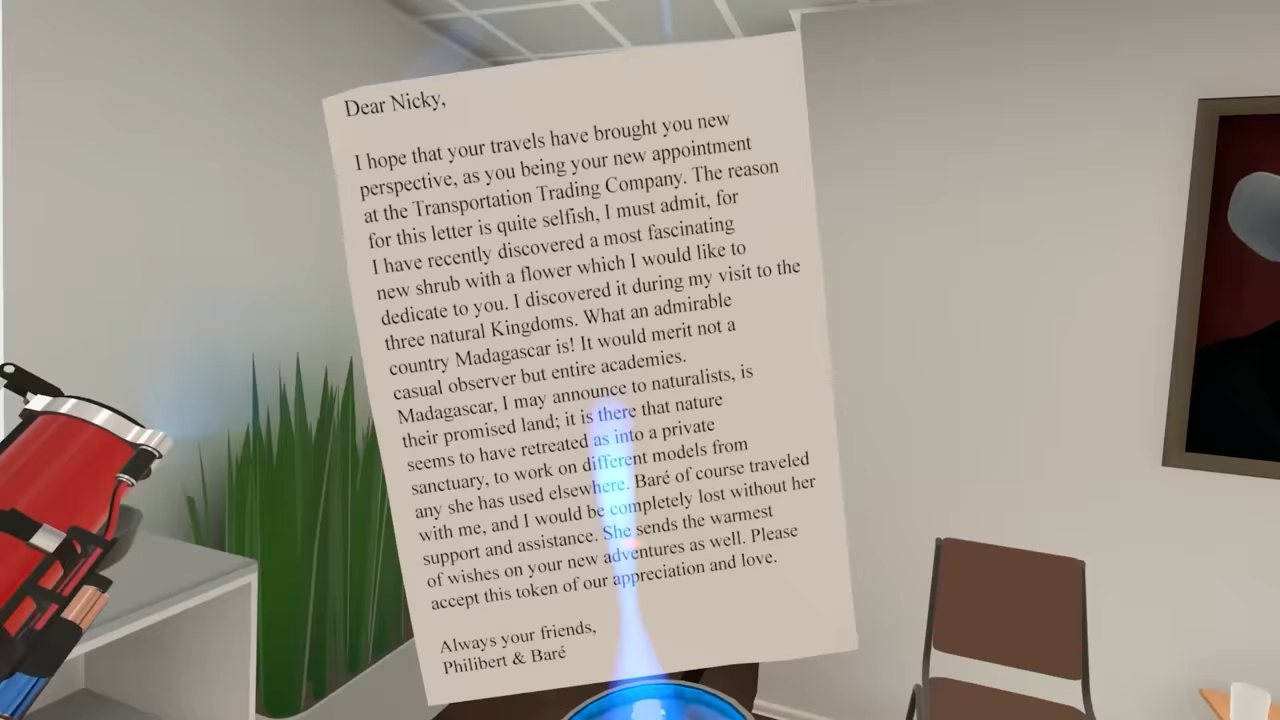 Dear Nicky,
I hope that your travels have brought you new
perspective, as you being your new appointment
at the Transportation Trading Company. The reason
for this letter is quite selfish, I must admit, for
I have recently discovered a most fascinating
new shrub with a flower which I would like to
dedicate to you. I discovered it during my visit to the
three natural Kingdoms. What an admirable
country Madagascar is! It would merit not a
casual observer but entire academies.
Madagascar, I may announce to naturalists, is
their promised land; it is there that nature
seems to have retreated as into a private
sanctuary, to work on different models from
any she has used elsewhere. Baré of course traveled
with me, and I would be completely lost without her
support and assistance. She sends the warmest
of wishes on your new adventures as well. Please
accept this token of our appreciation and love.
Always your friends,
Philibert & Baré